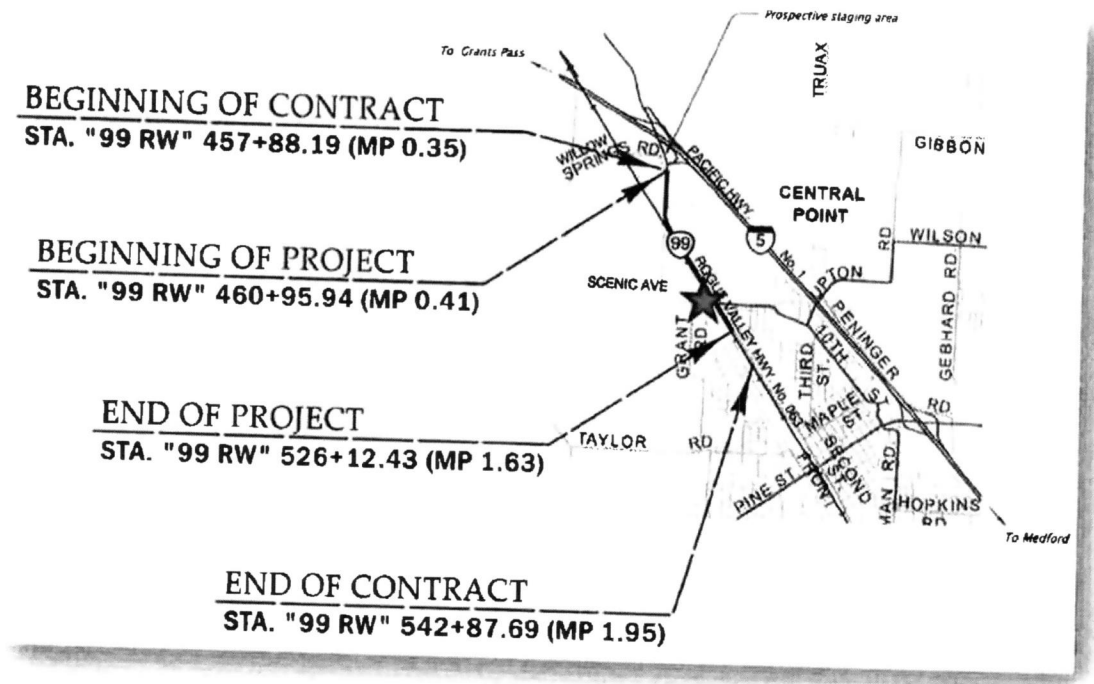 Prospective staging area
To Grants Pass
TRUAX
BEGINNING OF CONTRACT
STA. "99 RW" 457+88.19 (MP 0.35)
WILLOW
SPRINGS RD
GIBBON
PACIFIC HWY No. 1
CENTRAL
POINT
BEGINNING OF PROJECT
STA. "99 RW" 460+95.94 (MP 0.41)
99
5
RD
WILSON
UPTON
SCENIC AVE
ROGUE VALLEY HWY No. 063
GEBHARD RD
GRANT
RD
PENINGER
RD
10TH
ST
THIRD
ST.
END OF PROJECT
STA. "99 RW" 526+12.43 (MP 1.63)
MAPLE
ST.
TAYLOR RD
SECOND
ST.
PINE ST
MAN RD
HOPKINS
RD
To Medford
END OF CONTRACT
STA. "99 RW" 542+87.69 (MP 1.95)